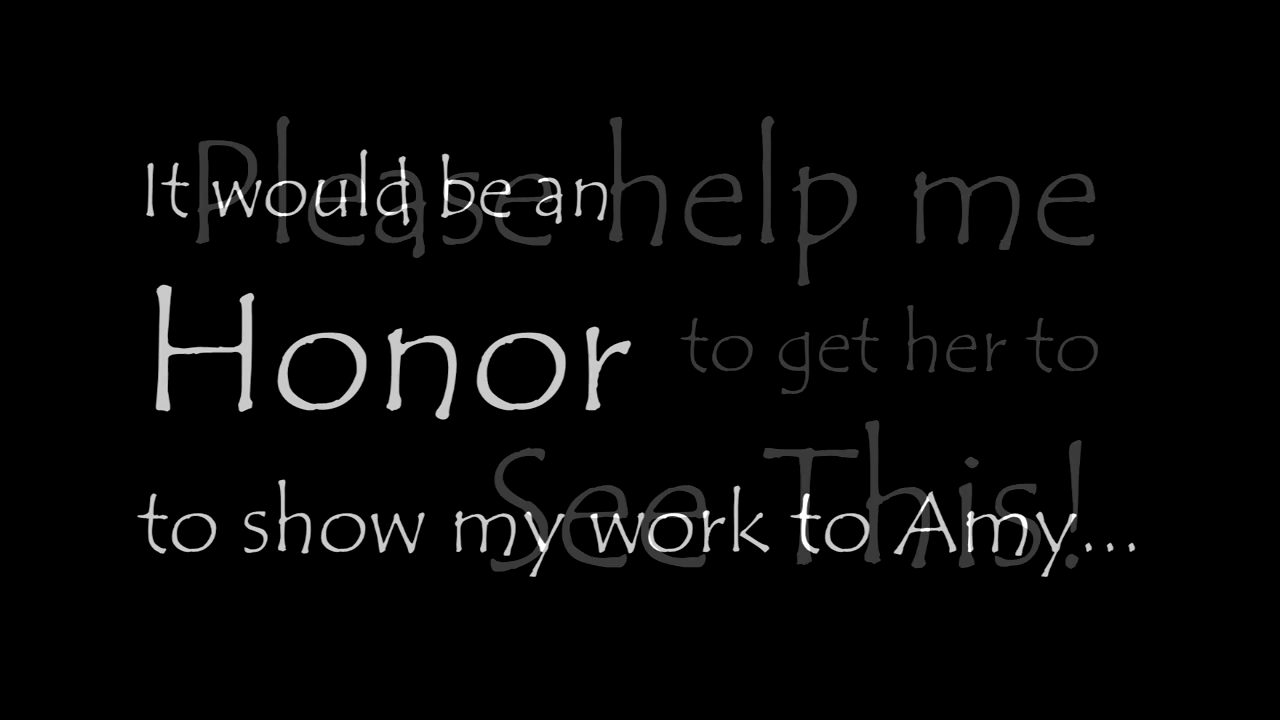 It would be an
Honor
to show my work to Amy...
Please help me
to get her to
See This!